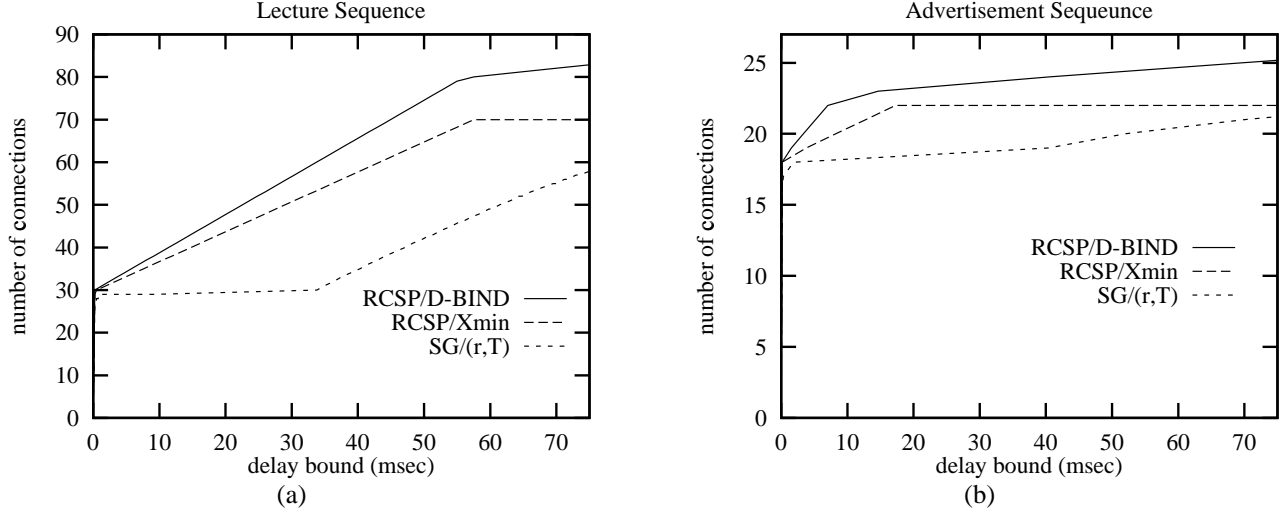 Lecture Sequence
number of connections
90
80
70
60
50
40
30
20
10
0
RCSP/D-BIND
RCSP/Xmin
SG/(r,T)
0 10 20 30 40 50 60 70
delay bound (msec)
(a)
Advertisement Sequeunce
number of connections
25
20
15
10
5
0
RCSP/D-BIND
RCSP/Xmin
SG/(r,T)
0 10 20 30 40 50 60 70
delay bound (msec)
(b)